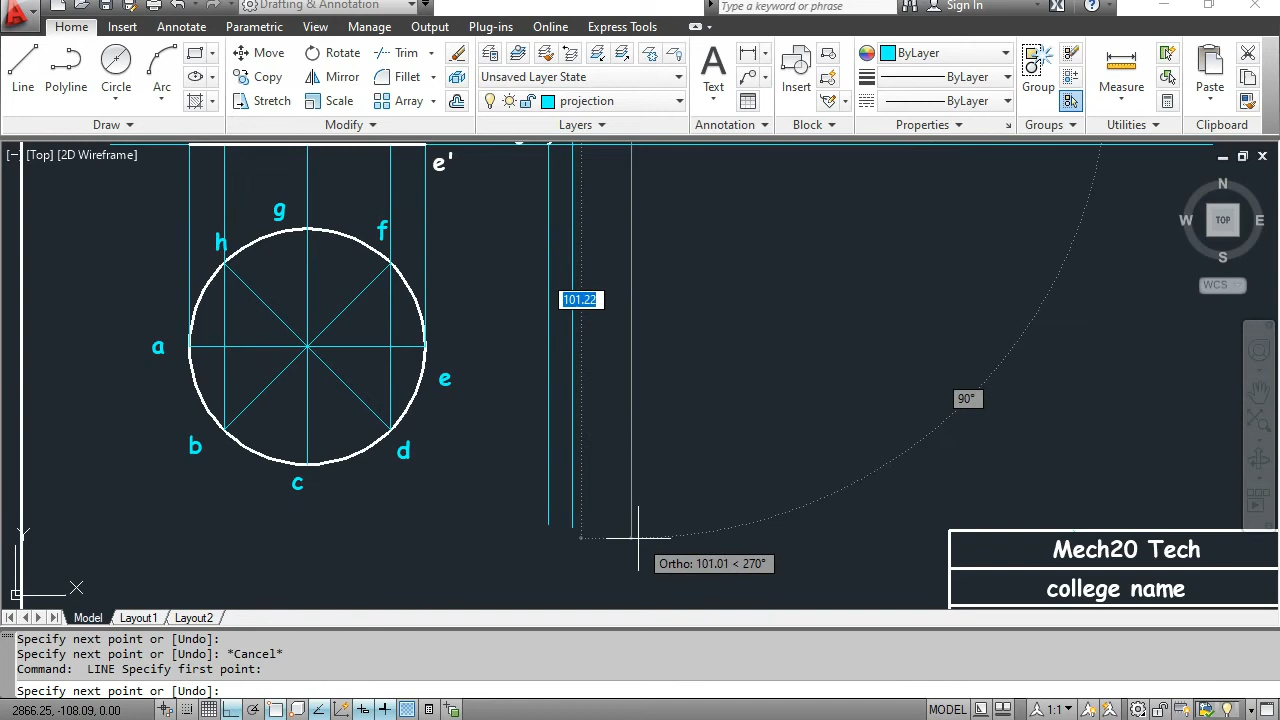 Drafting & Annotation
Type a keyword or phrase
Sign In
Home Insert Annotate Parametric View Manage Output Plug-ins Online Express Tools
Line Polyline Circle Arc
Move Rotate Trim
Copy Mirror Fillet
Stretch Scale Array
Unsaved Layer State
projection
Text
Insert
ByLayer
ByLayer
ByLayer
Group
Measure
Paste
Draw Modify Layers Annotation Block Properties Groups Utilities Clipboard
[−] [Top] [2D Wireframe]
e'
g
f
h
a
e
b
d
c
101.22
90°
Ortho: 101.01 < 270°
N
W TOP E
S
WCS
Mech20 Tech
college name
Y
X
Model Layout1 Layout2
Specify next point or [Undo]:
Specify next point or [Undo]: *Cancel*
Command:  LINE Specify first point:
Specify next point or [Undo]:
2866.25, -108.09, 0.00
MODEL
1:1